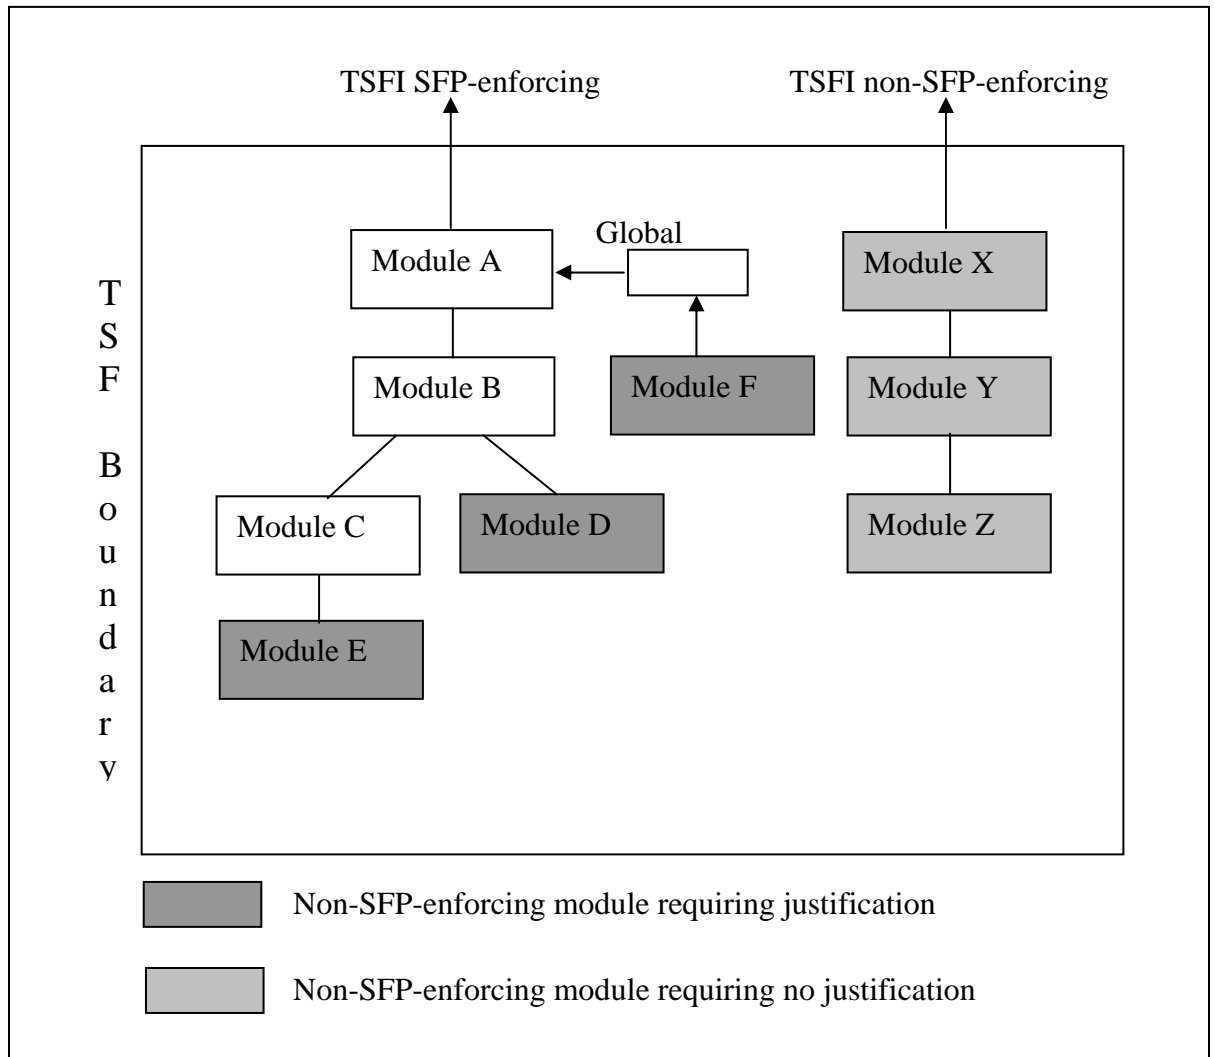 TSFI SFP-enforcing
TSFI non-SFP-enforcing
Global
Module A
Module X
T
S
F
B
o
u
n
d
a
r
y
Module B
Module F
Module Y
Module C
Module D
Module Z
Module E
Non-SFP-enforcing module requiring justification
Non-SFP-enforcing module requiring no justification